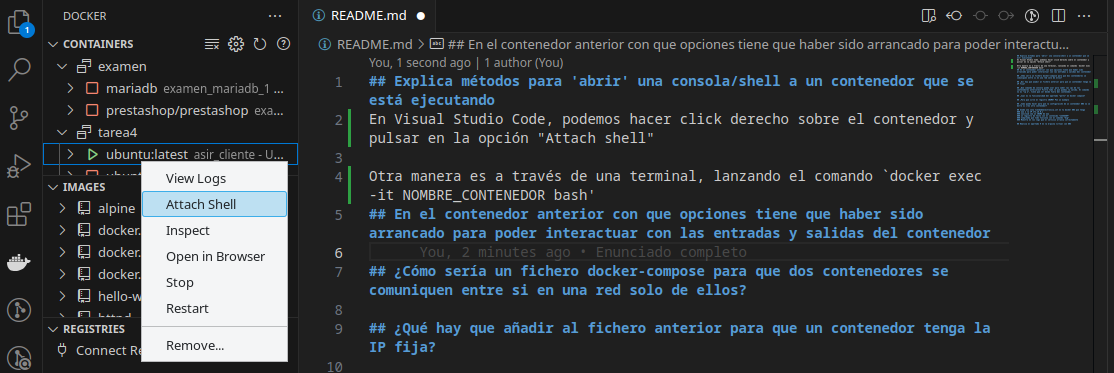 DOCKER
CONTAINERS
examen
mariadb examen_mariadb_1 ...
prestashop/prestashop exa...
tarea4
ubuntu:latest asir_cliente - U...
IMAGES
alpine
docker.
docker.
docker.
hello-w
REGISTRIES
Connect Re
1
View Logs
Attach Shell
Inspect
Open in Browser
Stop
Restart
Remove...
README.md
README.md > ## En el contenedor anterior con que opciones tiene que haber sido arrancado para poder interactu...
You, 1 second ago | 1 author (You)
1 ## Explica métodos para 'abrir' una consola/shell a un contenedor que se
está ejecutando
2 En Visual Studio Code, podemos hacer click derecho sobre el contenedor y
pulsar en la opción "Attach shell"
3
4 Otra manera es a través de una terminal, lanzando el comando `docker exec
-it NOMBRE_CONTENEDOR bash'
5 ## En el contenedor anterior con que opciones tiene que haber sido
arrancado para poder interactuar con las entradas y salidas del contenedor
6 You, 2 minutes ago • Enunciado completo
7 ## ¿Cómo sería un fichero docker-compose para que dos contenedores se
comuniquen entre si en una red solo de ellos?
8
9 ## ¿Qué hay que añadir al fichero anterior para que un contenedor tenga la
IP fija?
10